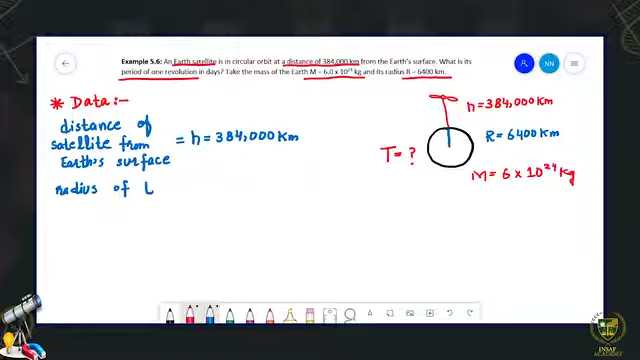 Example 5.6: An Earth satellite is in circular orbit at a distance of 384,000 km from the Earth's surface. What is its
period of one revolution in days? Take the mass of the Earth M = 6.0 x 10²⁴ kg and its radius R = 6400 km.
NN
* Data:-
distance of
satellite from
Earth's surface
= h = 384,000 Km
radius of
h = 384,000 Km
R = 6400 Km
T = ?
M = 6 x 10²⁴ Kg
A
INSAF
ACADEMY